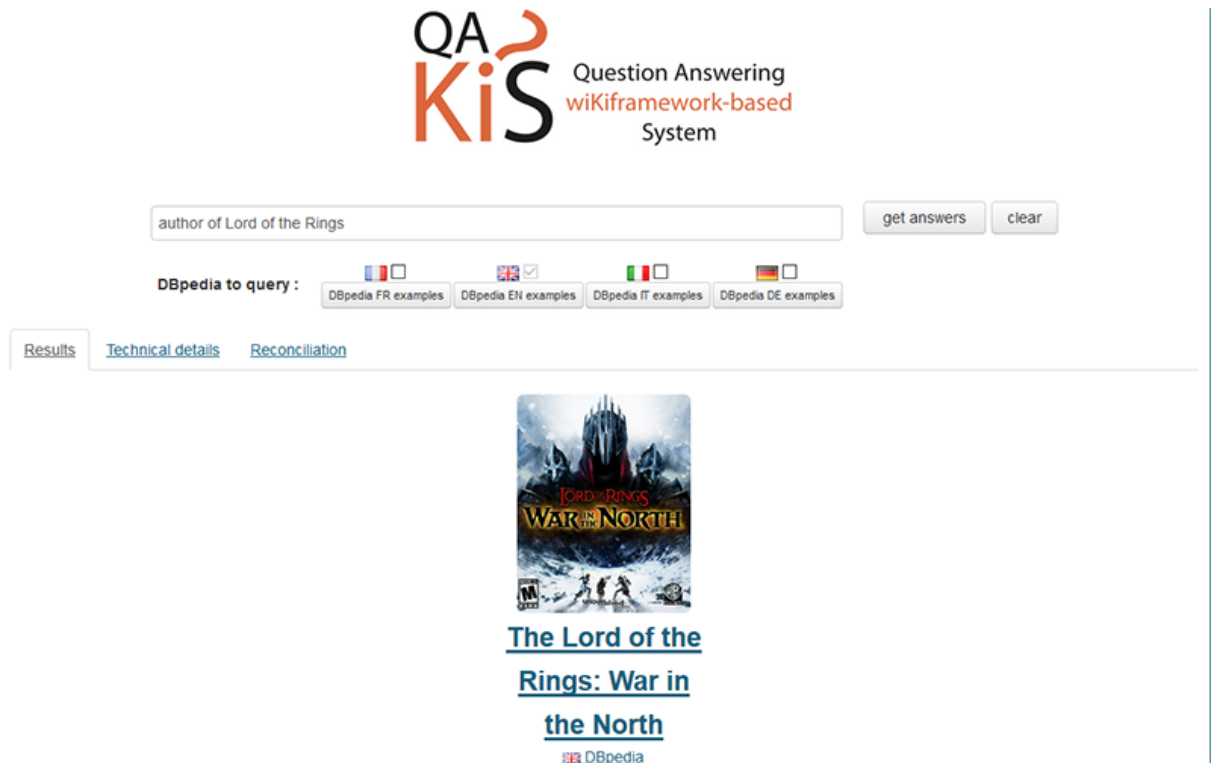 QA
KiS
Question Answering
wiKiframework-based
System
author of Lord of the Rings
get answers
clear
DBpedia to query :
DBpedia FR examples
DBpedia EN examples
DBpedia IT examples
DBpedia DE examples
Results
Technical details
Reconciliation
THE LORD OF THE RINGS
WAR IN THE NORTH
M
The Lord of the
Rings: War in
the North
DBpedia